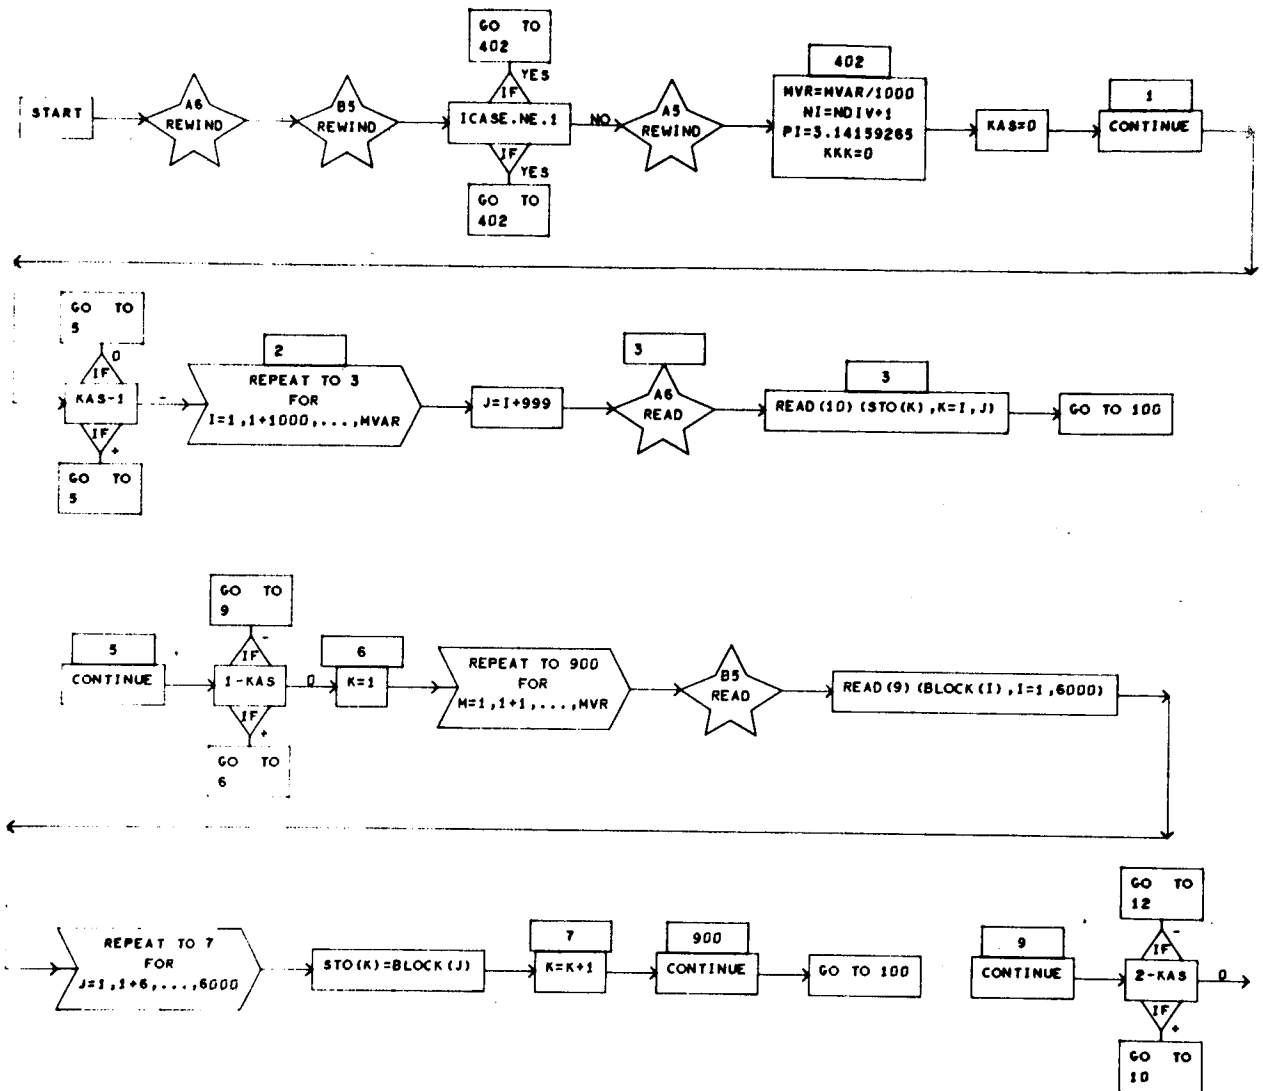 GO TO
402
YES
IF
START
A6
REWIND
B5
REWIND
ICASE.NE.1
NO
IF
YES
GO TO
402
A5
REWIND
402
MVR=MVAR/1000
NI=NDIV+1
PI=3.14159265
KKK=0
KAS=0
1
CONTINUE
GO TO
5
0
IF
KAS-1
-
IF
+
GO TO
5
2
REPEAT TO 3
FOR
I=1,1+1000,...,MVAR
J=I+999
3
A6
READ
3
READ(10)(STO(K),K=I,J)
GO TO 100
5
CONTINUE
GO TO
9
-
IF
1-KAS
0
IF
+
GO TO
6
6
K=1
REPEAT TO 900
FOR
M=1,1+1,...,MVR
B5
READ
READ(9)(BLOCK(I),I=1,6000)
REPEAT TO 7
FOR
J=1,1+6,...,6000
STO(K)=BLOCK(J)
7
K=K+1
900
CONTINUE
GO TO 100
9
CONTINUE
GO TO
12
-
IF
2-KAS
0
IF
+
GO TO
10